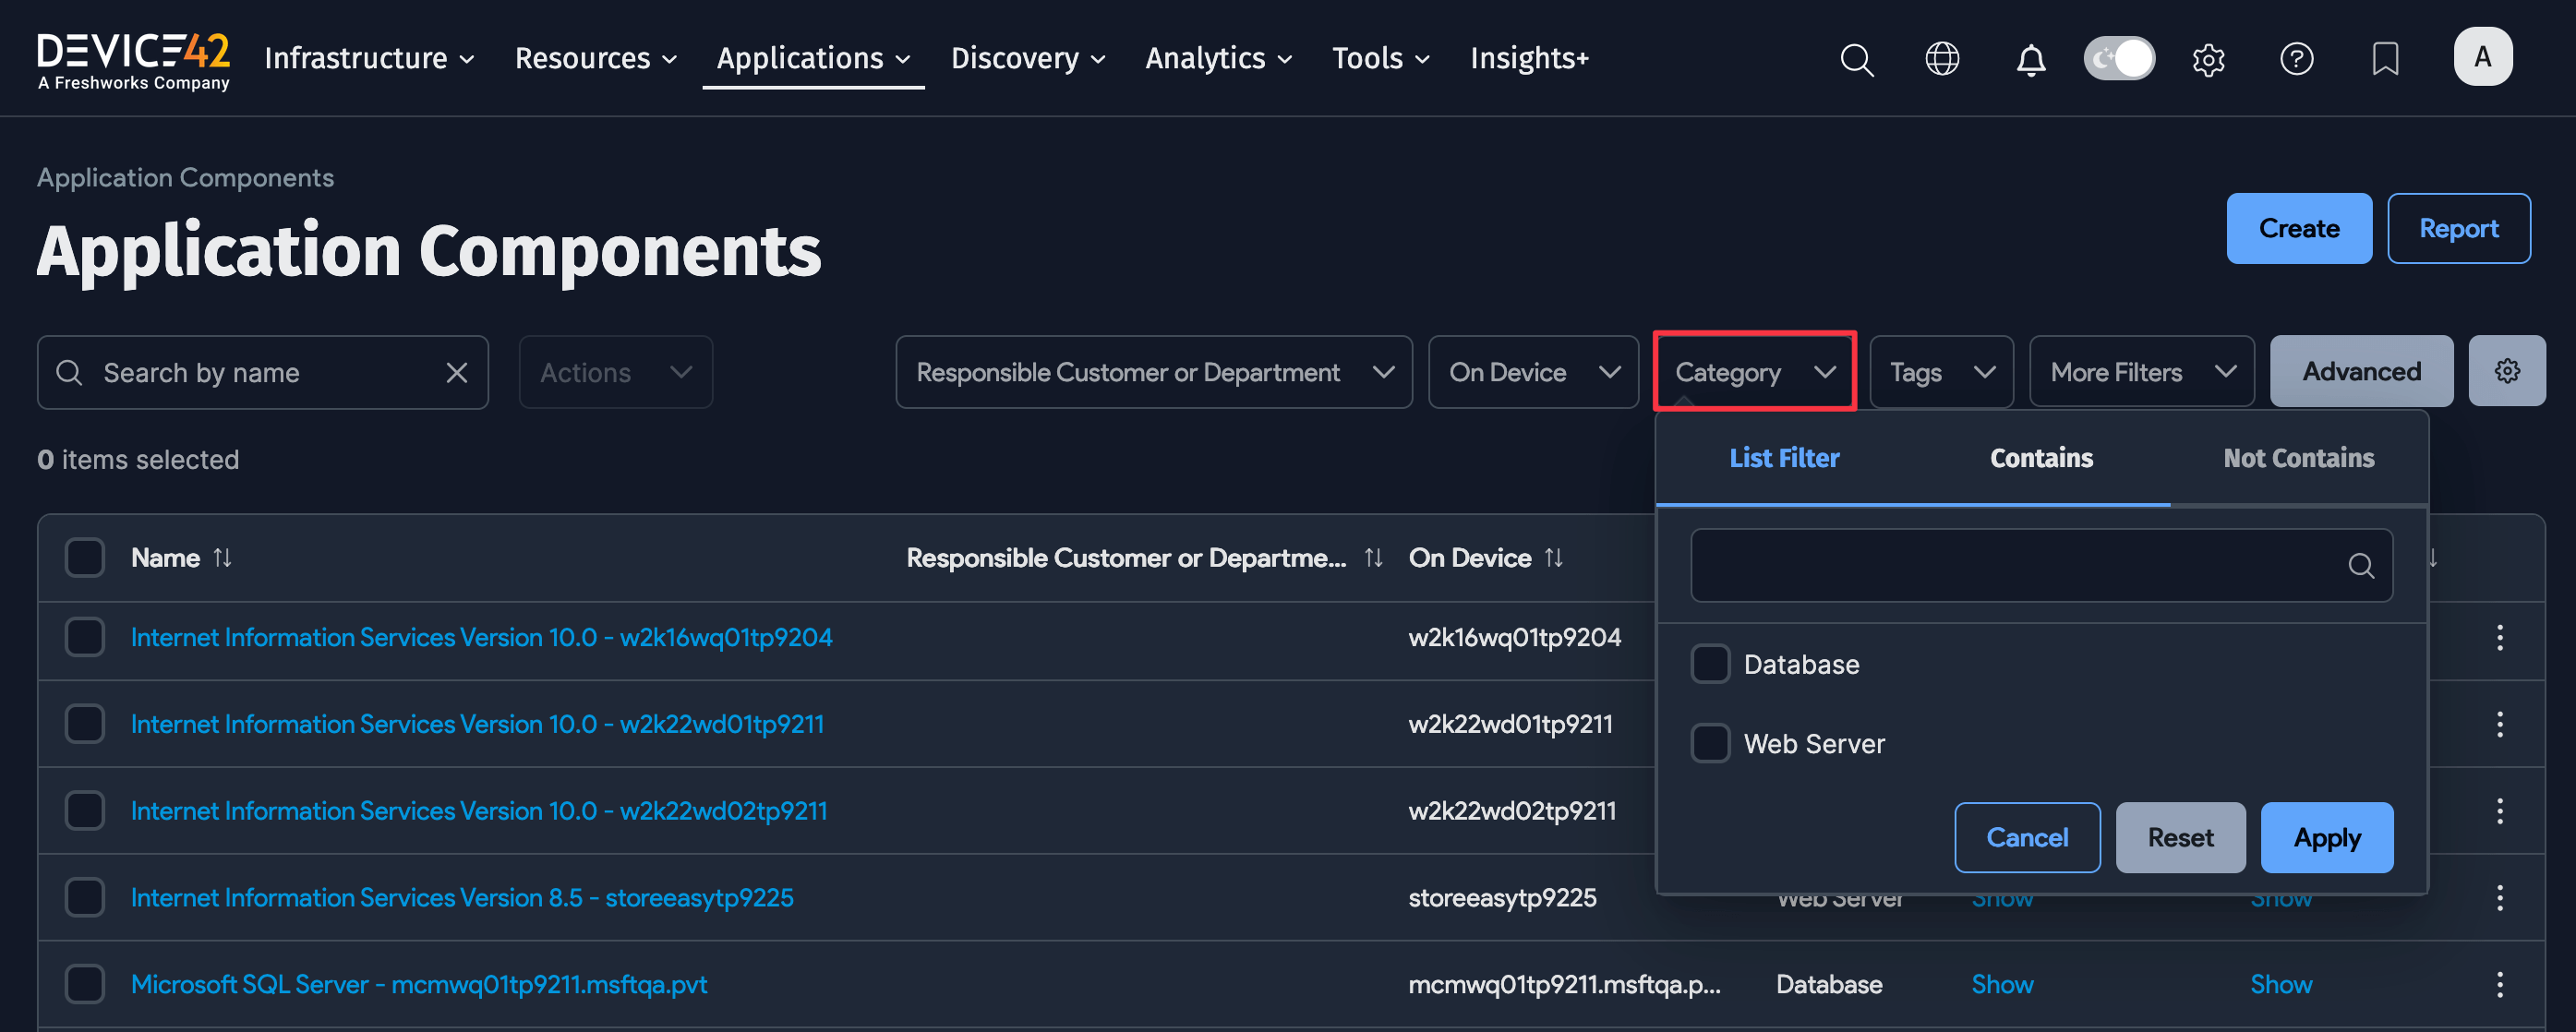 DEVICE42
A Freshworks Company
Infrastructure Resources Applications Discovery Analytics Tools Insights+
A
Application Components
Application Components
Create Report
Search by name Actions Responsible Customer or Department On Device Category Tags More Filters Advanced
0 items selected
List Filter Contains Not Contains
Name Responsible Customer or Departme... On Device
Internet Information Services Version 10.0 - w2k16wq01tp9204 w2k16wq01tp9204
Database
Internet Information Services Version 10.0 - w2k22wd01tp9211 w2k22wd01tp9211
Web Server
Internet Information Services Version 10.0 - w2k22wd02tp9211 w2k22wd02tp9211
Cancel Reset Apply
Internet Information Services Version 8.5 - storeeasytp9225 storeeasytp9225 Web Server Show Show
Microsoft SQL Server - mcmwq01tp9211.msftqa.pvt mcmwq01tp9211.msftqa.p... Database Show Show